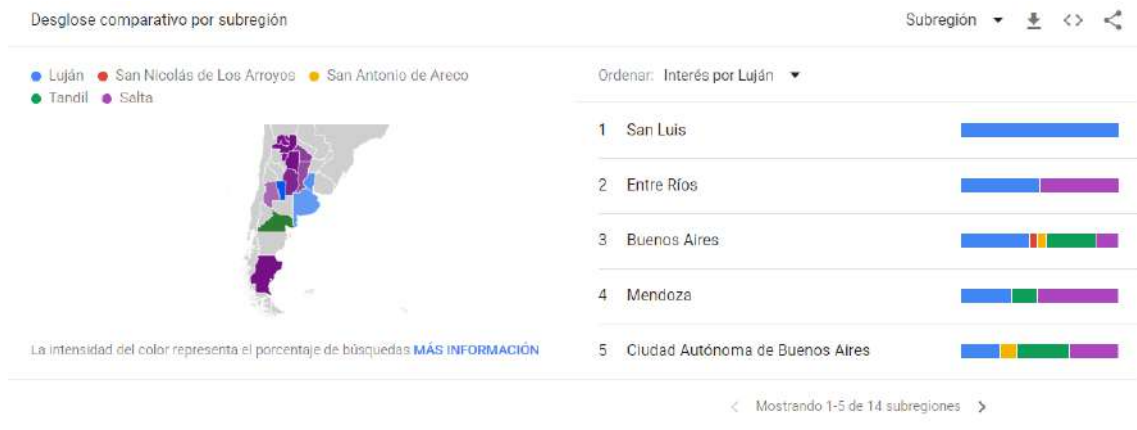 Desglose comparativo por subregión
Subregión
Luján San Nicolás de Los Arroyos San Antonio de Areco
Tandil Salta
La intensidad del color representa el porcentaje de búsquedas MÁS INFORMACIÓN
Ordenar: Interés por Luján
1 San Luis
2 Entre Ríos
3 Buenos Aires
4 Mendoza
5 Ciudad Autónoma de Buenos Aires
Mostrando 1-5 de 14 subregiones